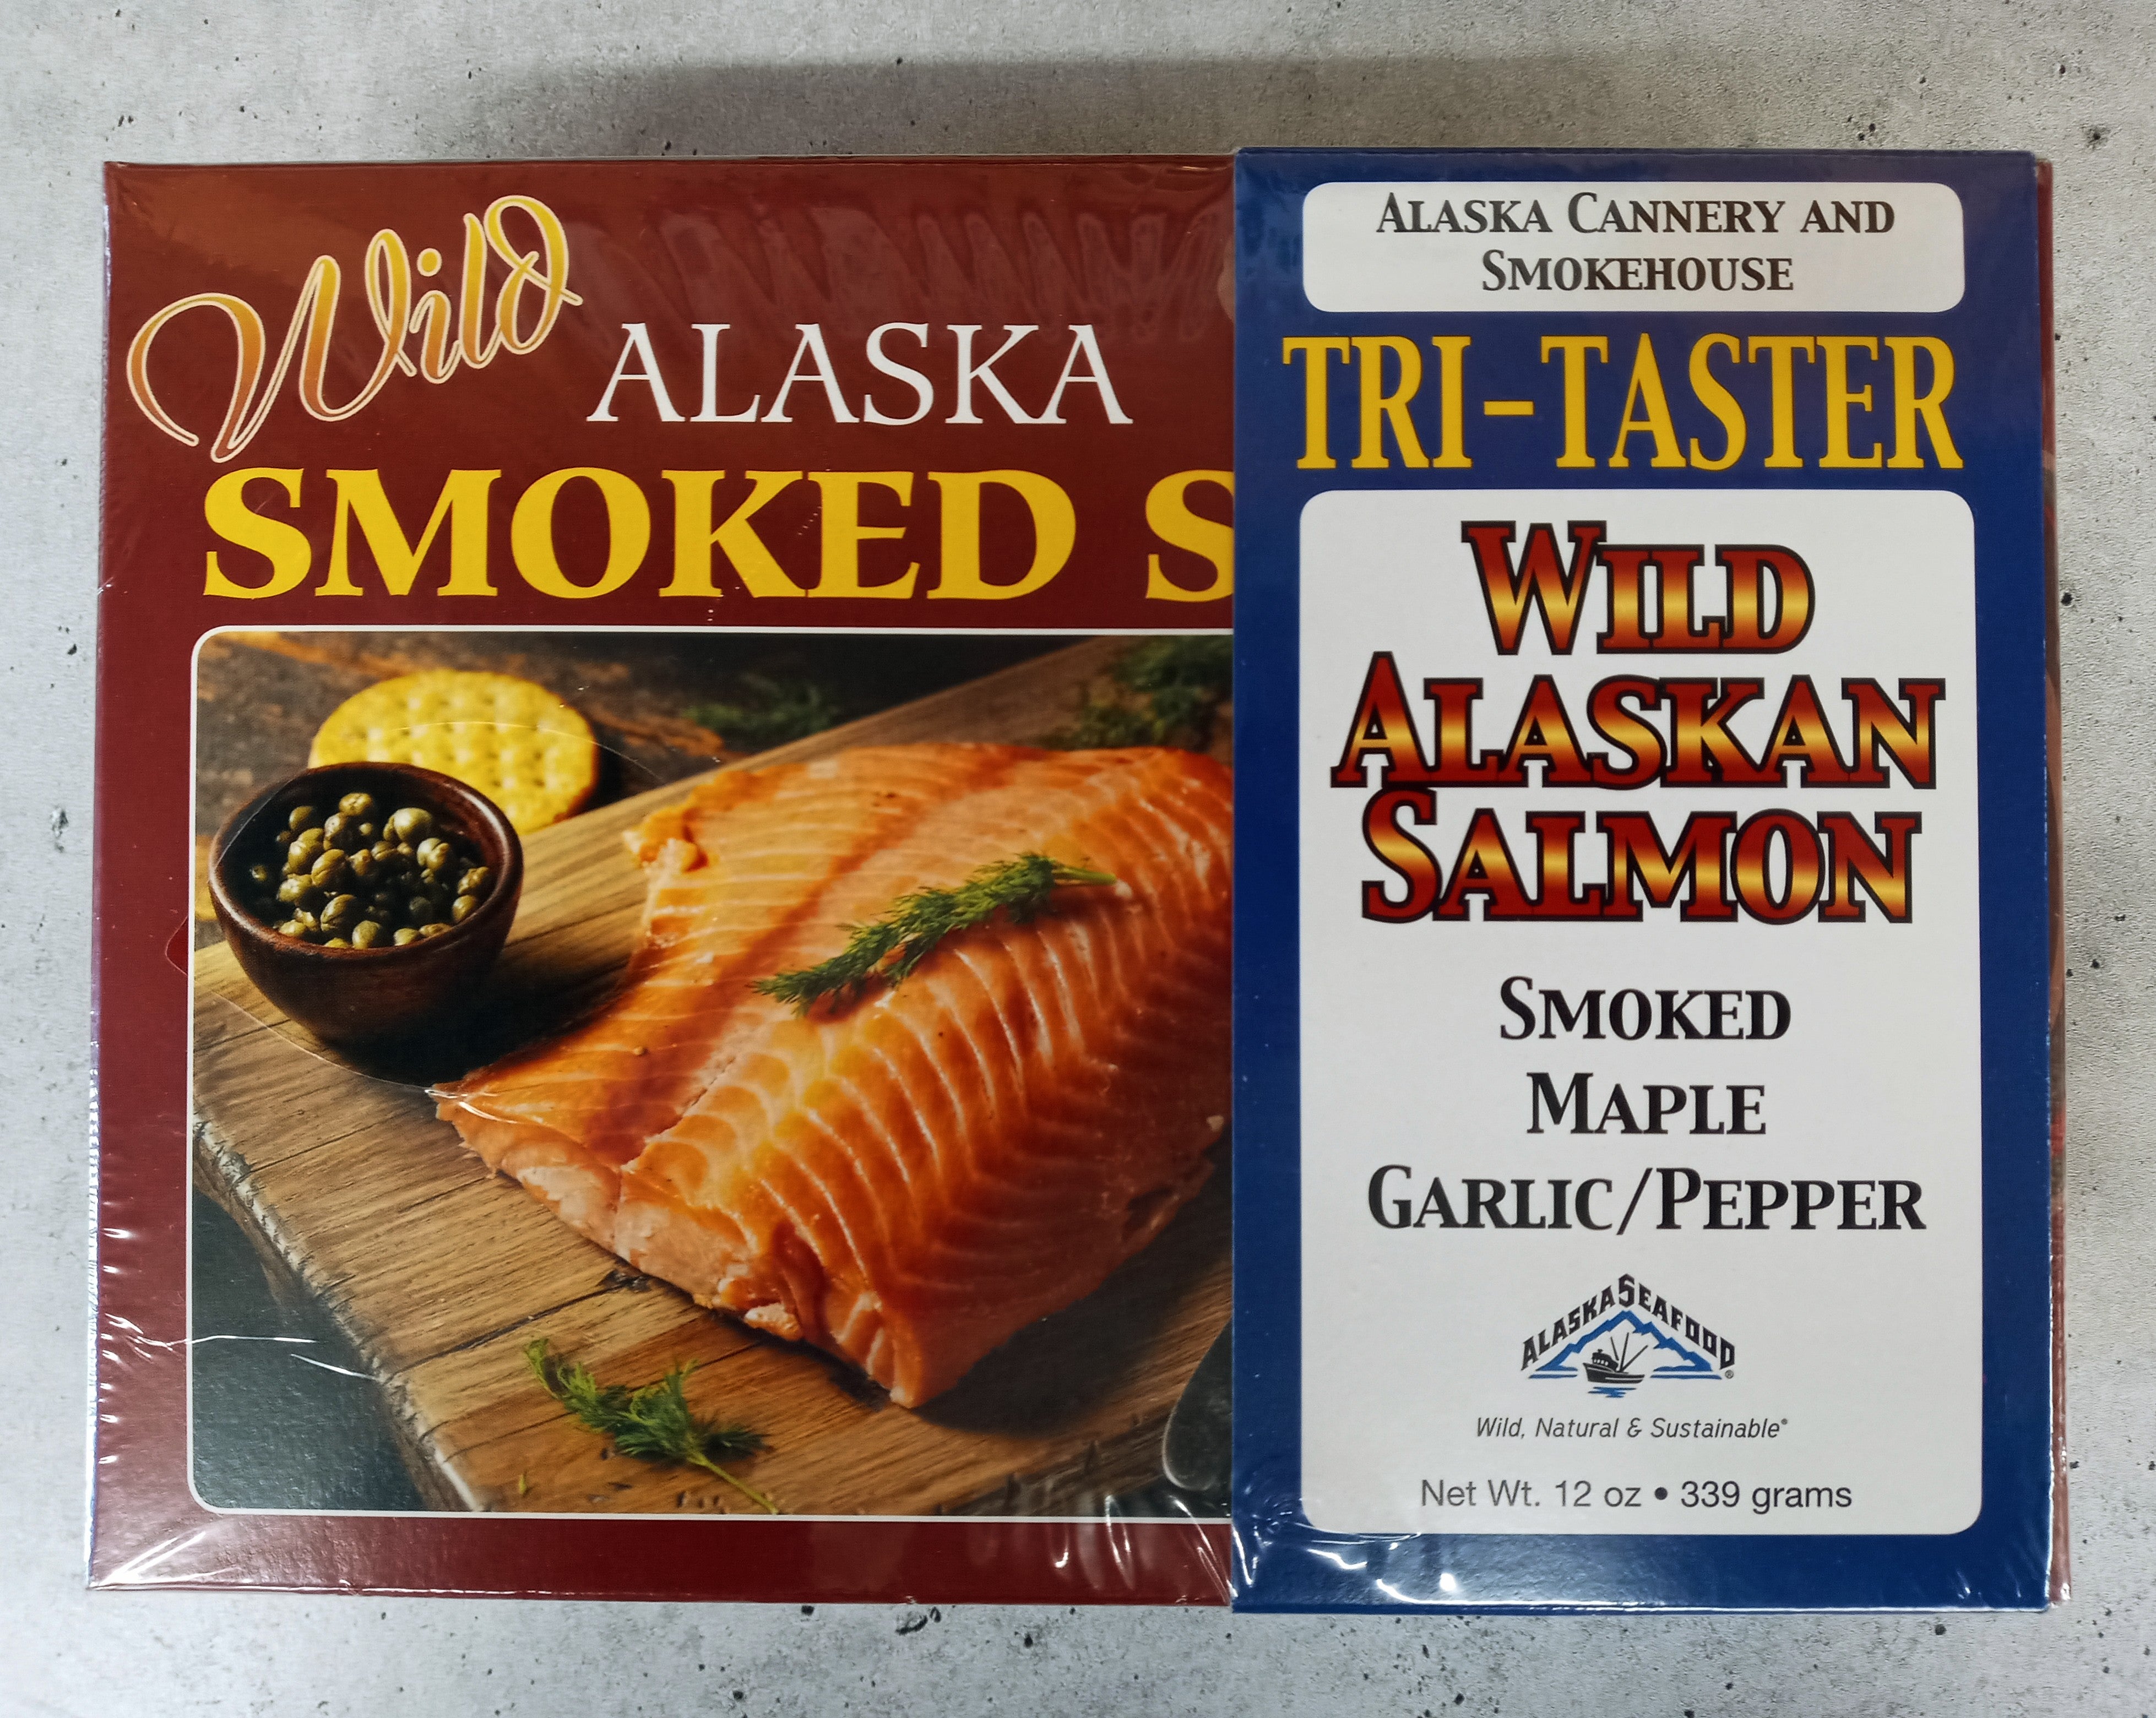 Wild
ALASKA
SMOKED S
ALASKA CANNERY AND
SMOKEHOUSE
TRI-TASTER
WILD
ALASKAN
SALMON
SMOKED
MAPLE
GARLIC/PEPPER
ALASKA SEAFOOD®
Wild, Natural & Sustainable®
Net Wt. 12 oz • 339 grams